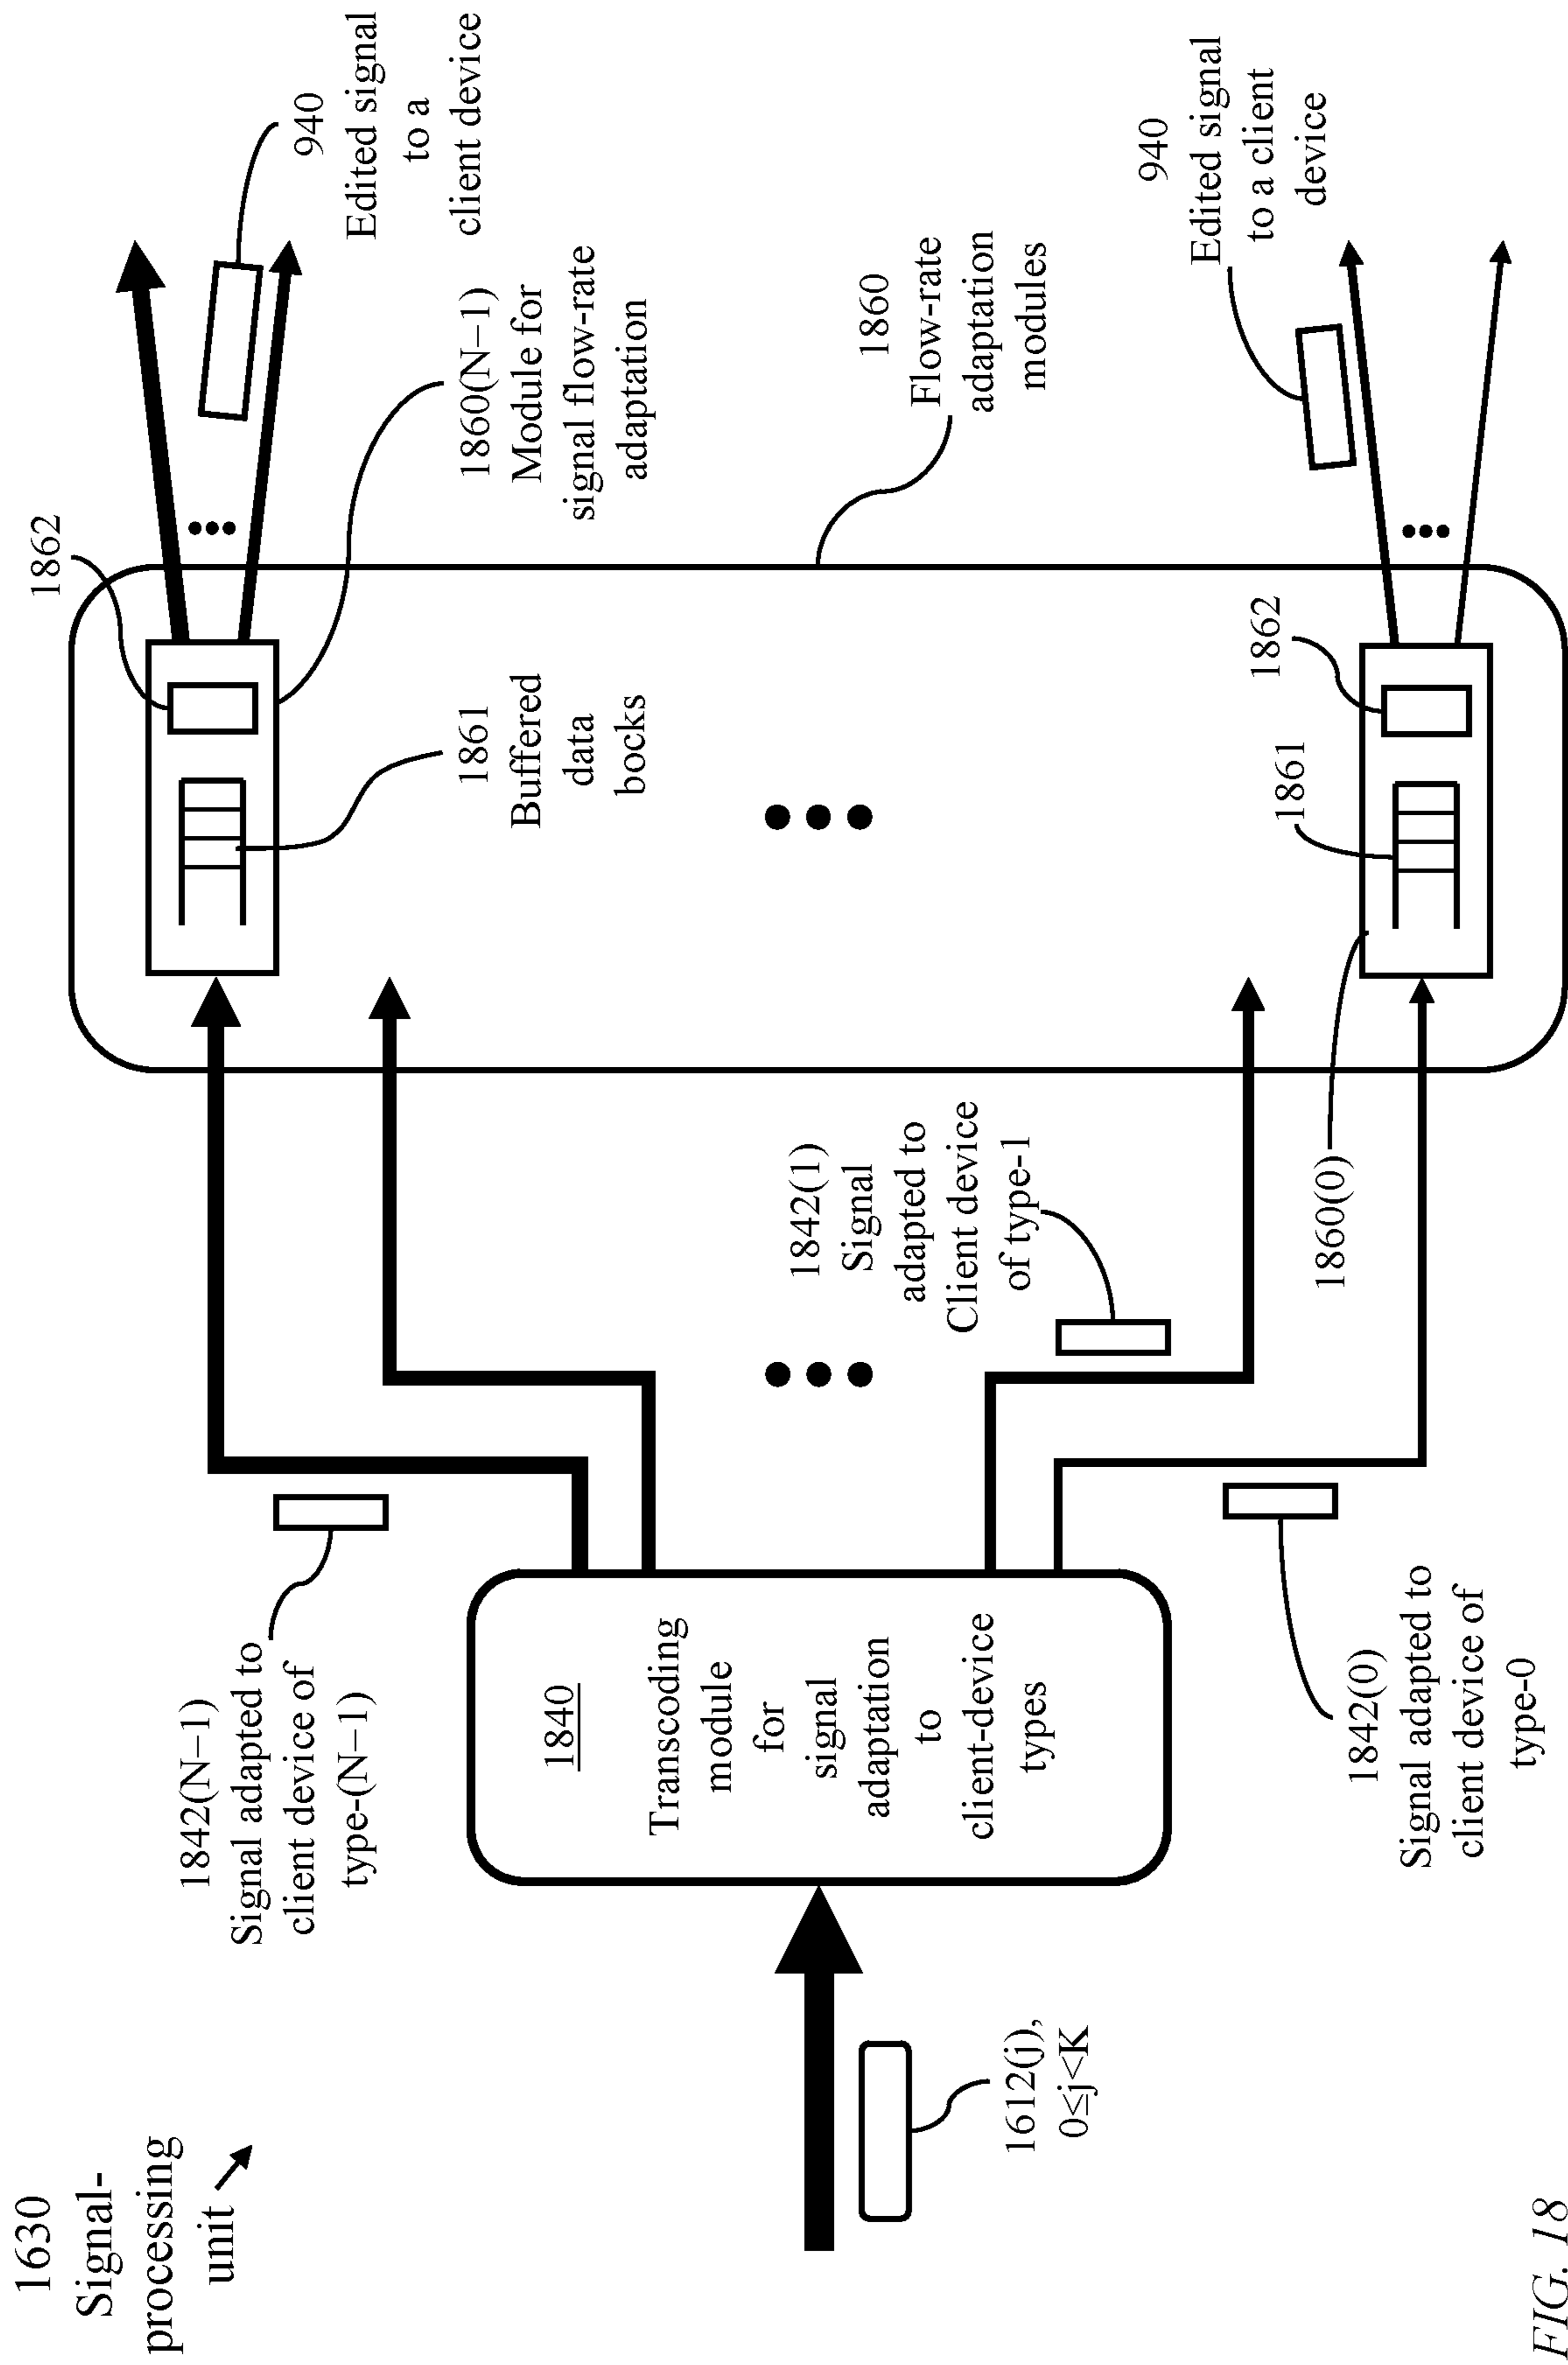 1630
Signal-
processing
unit
1612(j),
0≤j<K
1840
Transcoding
module
for
signal
adaptation
to
client-device
types
1842(N−1)
Signal adapted to
client device of
type-(N−1)
1842(1)
Signal
adapted to
Client device
of type-1
1842(0)
Signal adapted to
client device of
type-0
1862
1861
Buffered
data
bocks
1860(N−1)
Module for
signal flow-rate
adaptation
940
Edited signal
to a
client device
1860
Flow-rate
adaptation
modules
1860(0)
1861
1862
940
Edited signal
to a client
device
FIG. 18